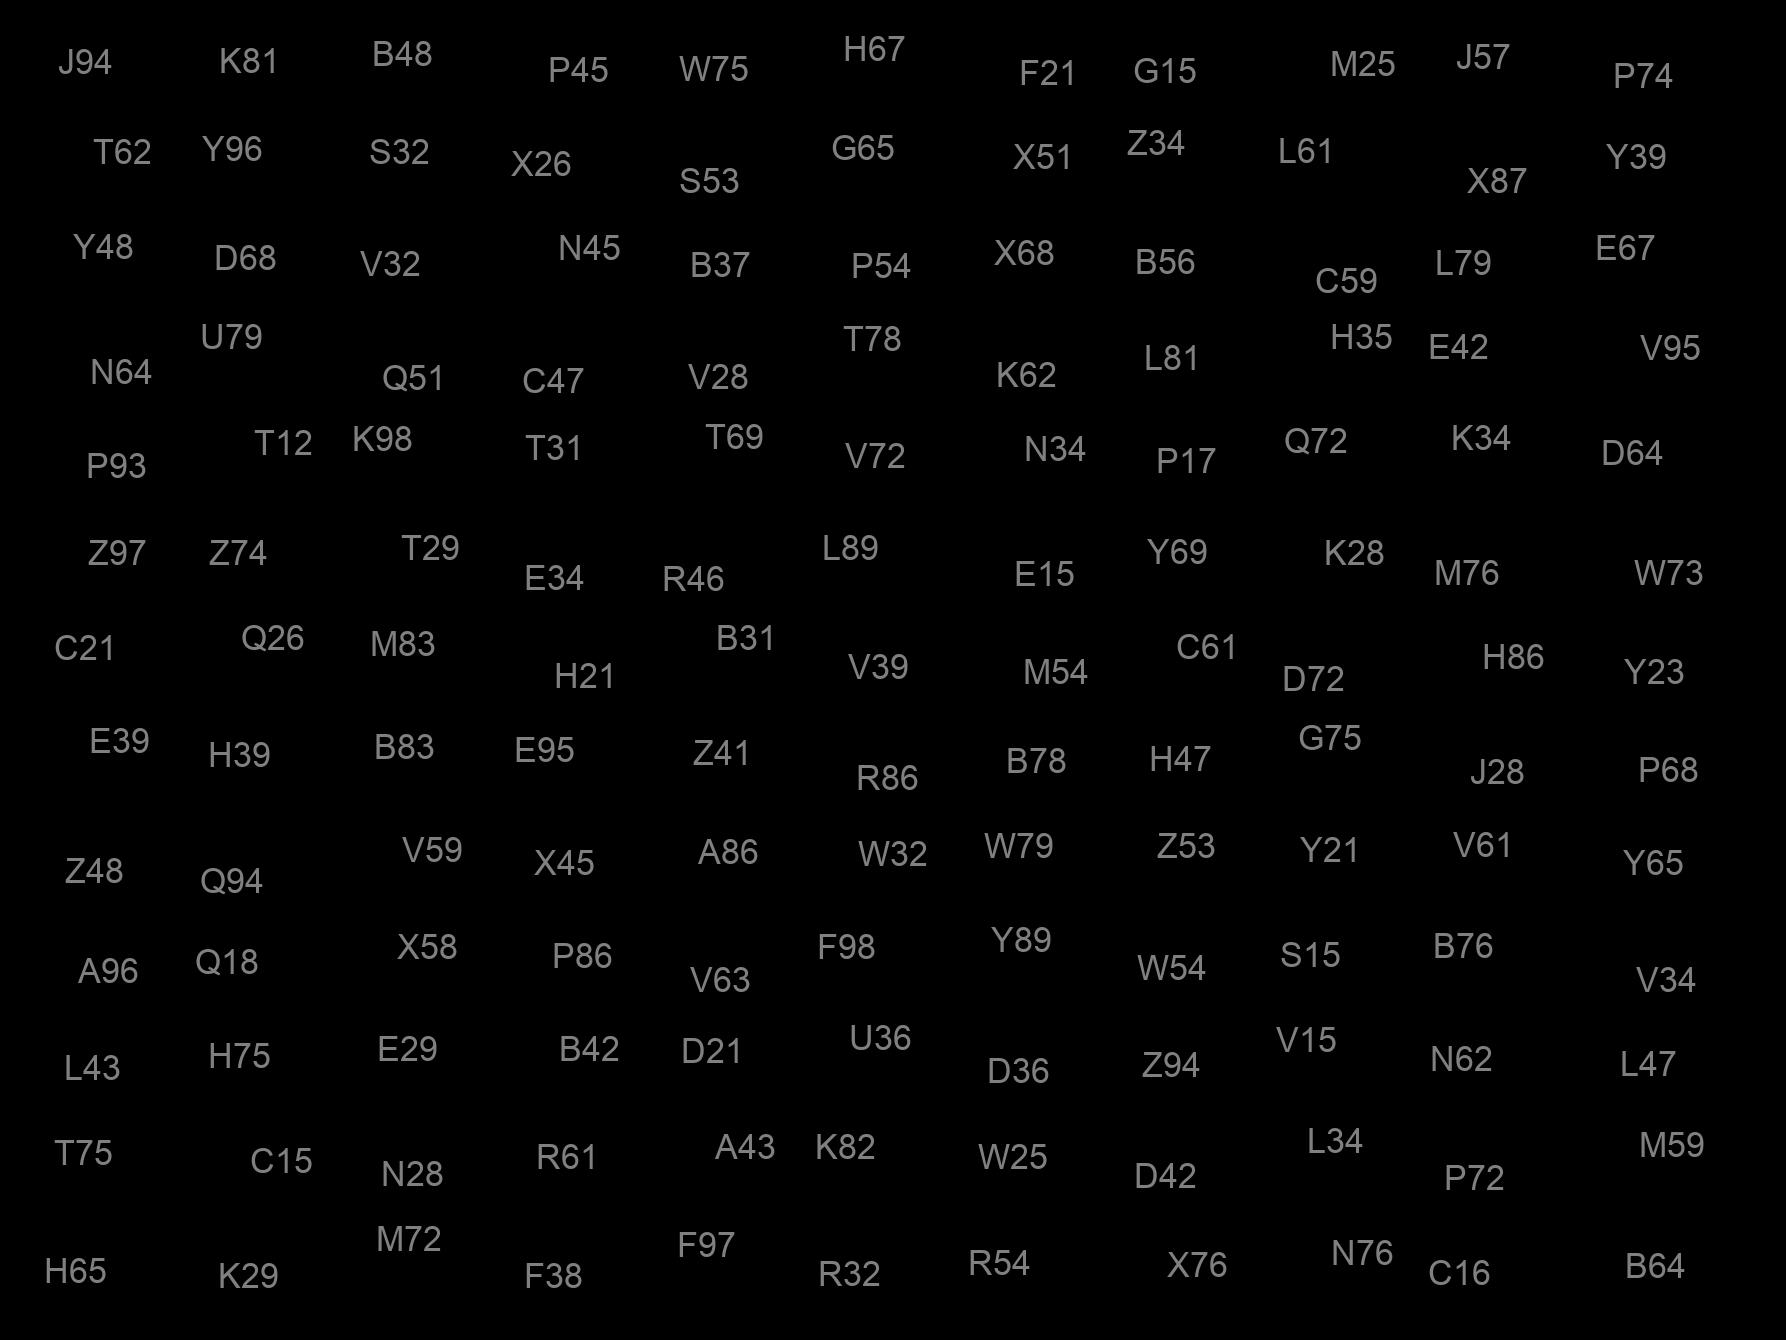 J94 K81 B48 P45 W75 H67 F21 G15 M25 J57 P74
T62 Y96 S32 X26 S53 G65 X51 Z34 L61 X87 Y39
Y48 D68 V32 N45 B37 P54 X68 B56 C59 L79 E67
N64 U79 Q51 C47 V28 T78 K62 L81 H35 E42 V95
P93 T12 K98 T31 T69 V72 N34 P17 Q72 K34 D64
Z97 Z74 T29 E34 R46 L89 E15 Y69 K28 M76 W73
C21 Q26 M83 H21 B31 V39 M54 C61 D72 H86 Y23
E39 H39 B83 E95 Z41 R86 B78 H47 G75 J28 P68
Z48 Q94 V59 X45 A86 W32 W79 Z53 Y21 V61 Y65
A96 Q18 X58 P86 V63 F98 Y89 W54 S15 B76 V34
L43 H75 E29 B42 D21 U36 D36 Z94 V15 N62 L47
T75 C15 N28 R61 A43 K82 W25 D42 L34 P72 M59
H65 K29 M72 F38 F97 R32 R54 X76 N76 C16 B64